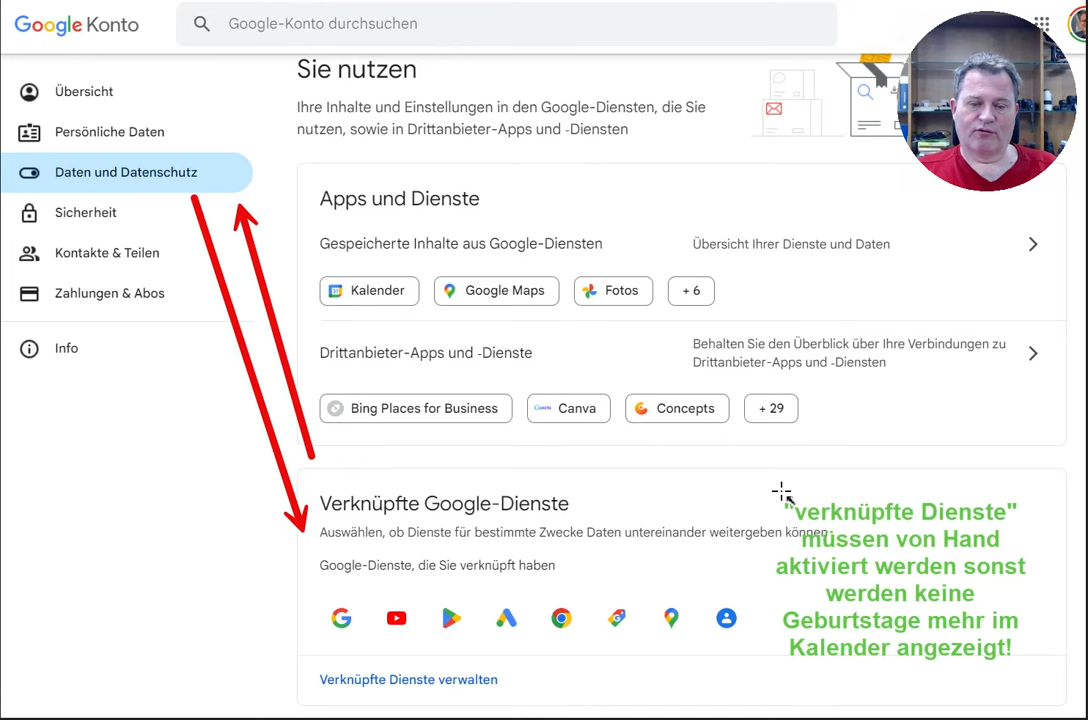 Google Konto
Google-Konto durchsuchen
Übersicht
Persönliche Daten
Daten und Datenschutz
Sicherheit
Kontakte & Teilen
Zahlungen & Abos
Info
Sie nutzen
Ihre Inhalte und Einstellungen in den Google-Diensten, die Sie
nutzen, sowie in Drittanbieter-Apps und -Diensten
Apps und Dienste
Gespeicherte Inhalte aus Google-Diensten
Übersicht Ihrer Dienste und Daten
Kalender
Google Maps
Fotos
+ 6
Drittanbieter-Apps und -Dienste
Behalten Sie den Überblick über Ihre Verbindungen zu
Drittanbieter-Apps und -Diensten
Bing Places for Business
Canva Canva
Concepts
+ 29
Verknüpfte Google-Dienste
Auswählen, ob Dienste für bestimmte Zwecke Daten untereinander weitergeben können
Google-Dienste, die Sie verknüpft haben
Verknüpfte Dienste verwalten
"verknüpfte Dienste"
müssen von Hand
aktiviert werden sonst
werden keine
Geburtstage mehr im
Kalender angezeigt!